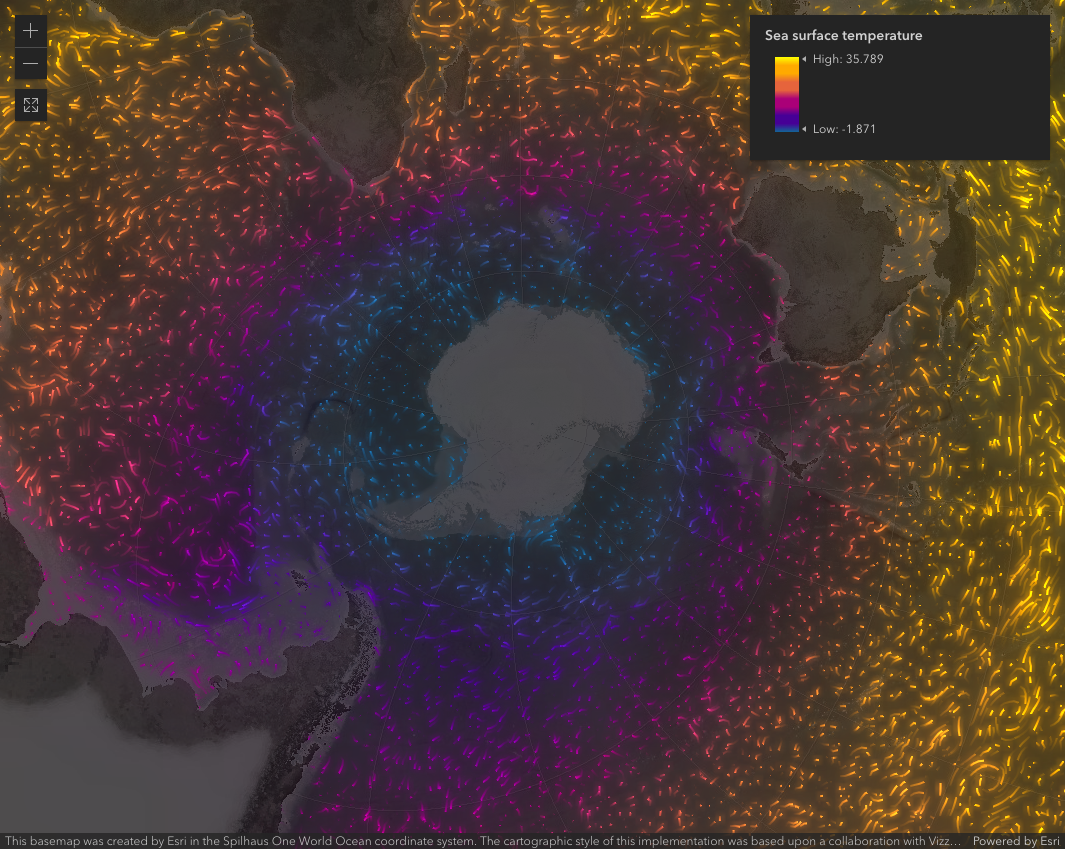 Sea surface temperature
High: 35.789
Low: -1.871
This basemap was created by Esri in the Spilhaus One World Ocean coordinate system. The cartographic style of this implementation was based upon a collaboration with Vizz... Powered by Esri